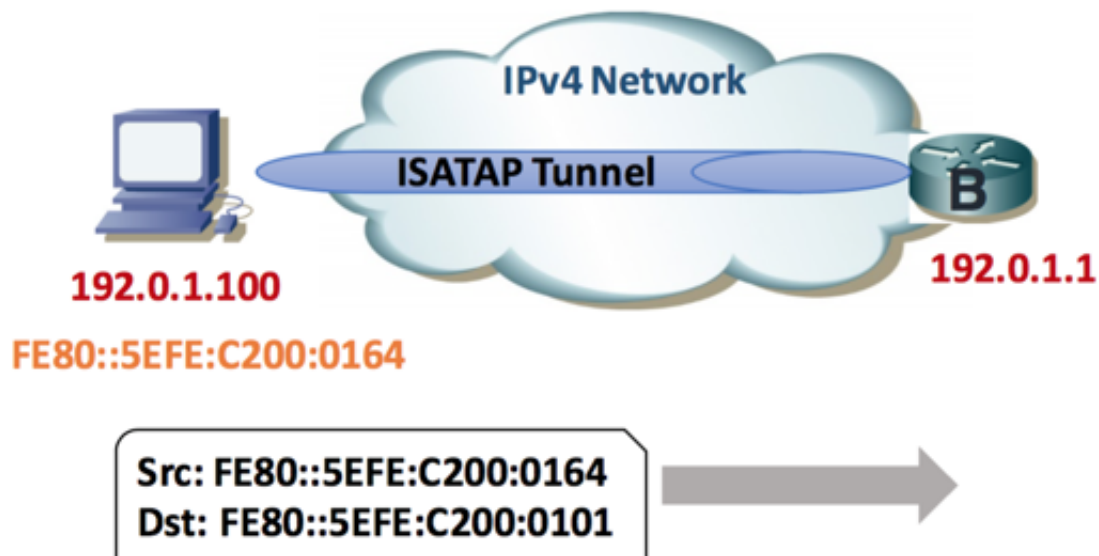 IPv4 Network
ISATAP Tunnel
B
192.0.1.100
192.0.1.1
FE80::5EFE:C200:0164
Src: FE80::5EFE:C200:0164
Dst: FE80::5EFE:C200:0101